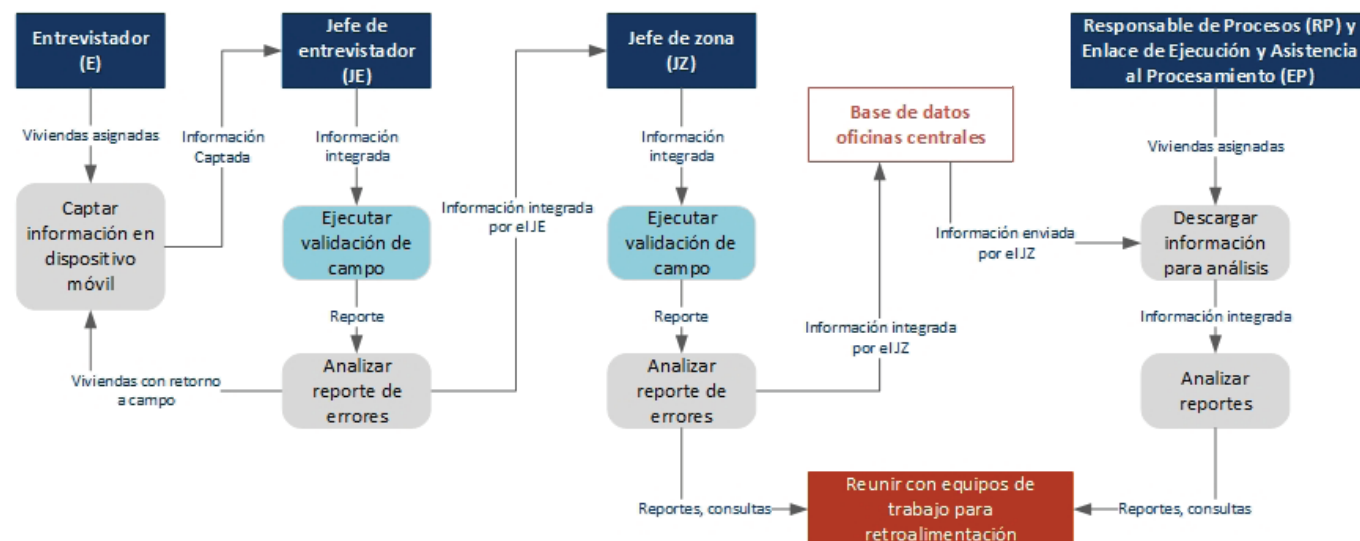 Entrevistador
(E)
Jefe de
entrevistador
(JE)
Jefe de zona
(JZ)
Responsable de Procesos (RP) y
Enlace de Ejecución y Asistencia
al Procesamiento (EP)
Viviendas asignadas
Información
Captada
Información
integrada
Información
integrada
Base de datos
oficinas centrales
Viviendas asignadas
Captar
información en
dispositivo
móvil
Ejecutar
validación de
campo
Información integrada
por el JE
Ejecutar
validación de
campo
Información enviada
por el JZ
Descargar
información
para análisis
Reporte
Reporte
Información integrada
por el JZ
Información integrada
Viviendas con retorno
a campo
Analizar
reporte de
errores
Analizar
reporte de
errores
Analizar
reportes
Reportes, consultas
Reunir con equipos de
trabajo para
retroalimentación
Reportes, consultas